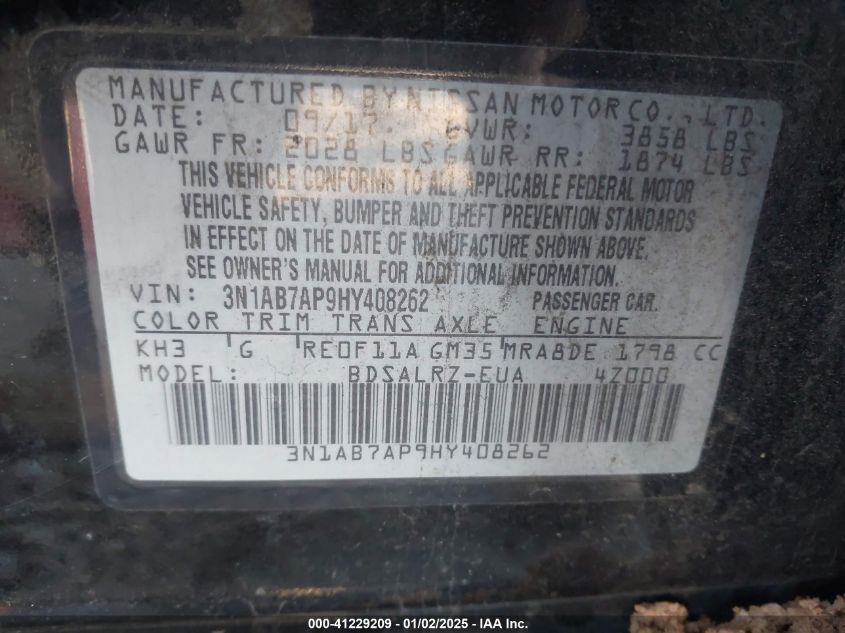 MANUFACTURED BY NISSAN MOTOR CO., LTD.
DATE: 09/17 GVWR: 3858 LBS
GAWR FR: 2028 LBS GAWR RR: 1874 LBS
THIS VEHICLE CONFORMS TO ALL APPLICABLE FEDERAL MOTOR
VEHICLE SAFETY, BUMPER AND THEFT PREVENTION STANDARDS
IN EFFECT ON THE DATE OF MANUFACTURE SHOWN ABOVE.
SEE OWNER'S MANUAL FOR ADDITIONAL INFORMATION.
VIN: 3N1AB7AP9HY408262 PASSENGER CAR.
COLOR TRIM TRANS AXLE ENGINE
KH3 G RE0F11A GM35 MRA8DE 1798 CC
MODEL: BDSALRZ-EUA 4Z000
3N1AB7AP9HY408262
000-41229209 - 01/02/2025 - IAA Inc.